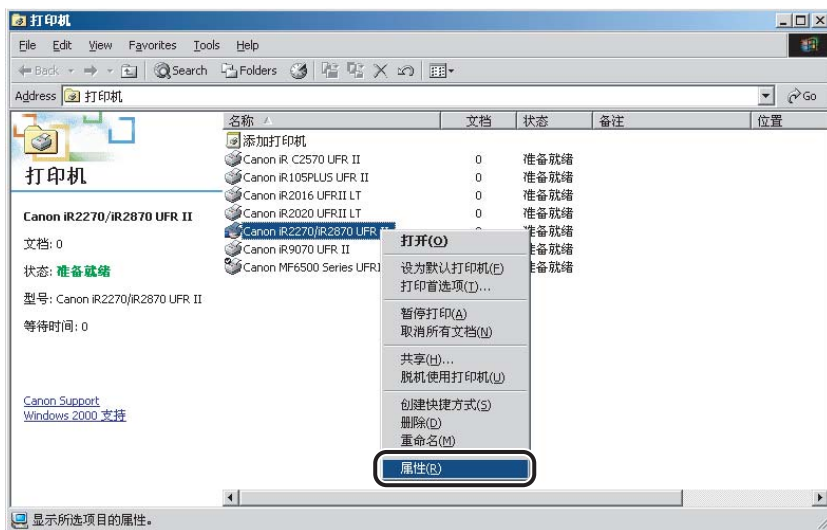 打印机
File Edit View Favorites Tools Help
Back Search Folders
Address 打印机 Go
名称 文档 状态 备注 位置
添加打印机
Canon iR C2570 UFR II 0 准备就绪
Canon iR105PLUS UFR II 0 准备就绪
Canon iR2016 UFRII LT 0 准备就绪
Canon iR2020 UFRII LT 0 准备就绪
Canon iR2270/iR2870 UFR II
Canon iR9070 UFR II 准备就绪
Canon MF6500 Series UFRI 准备就绪
打印机
Canon iR2270/iR2870 UFR II
文档: 0
状态: 准备就绪
型号: Canon iR2270/iR2870 UFR II
等待时间: 0
Canon Support
Windows 2000 支持
打开(O)
设为默认打印机(F)
打印首选项(I)...
暂停打印(A)
取消所有文档(N)
共享(H)...
脱机使用打印机(U)
创建快捷方式(S)
删除(D)
重命名(M)
属性(R)
显示所选项目的属性。